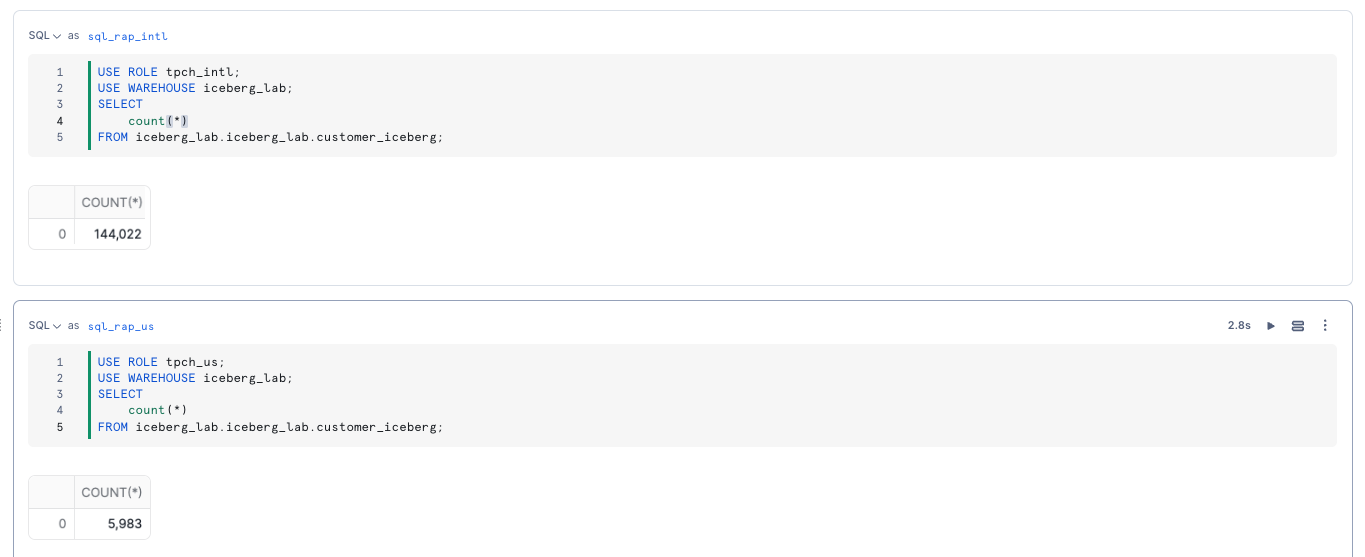 SQL as sql_rap_intl
1 USE ROLE tpch_intl;
2 USE WAREHOUSE iceberg_lab;
3 SELECT
4 count(*)
5 FROM iceberg_lab.iceberg_lab.customer_iceberg;
COUNT(*)
0 144,022
SQL as sql_rap_us
2.8s
1 USE ROLE tpch_us;
2 USE WAREHOUSE iceberg_lab;
3 SELECT
4 count(*)
5 FROM iceberg_lab.iceberg_lab.customer_iceberg;
COUNT(*)
0 5,983